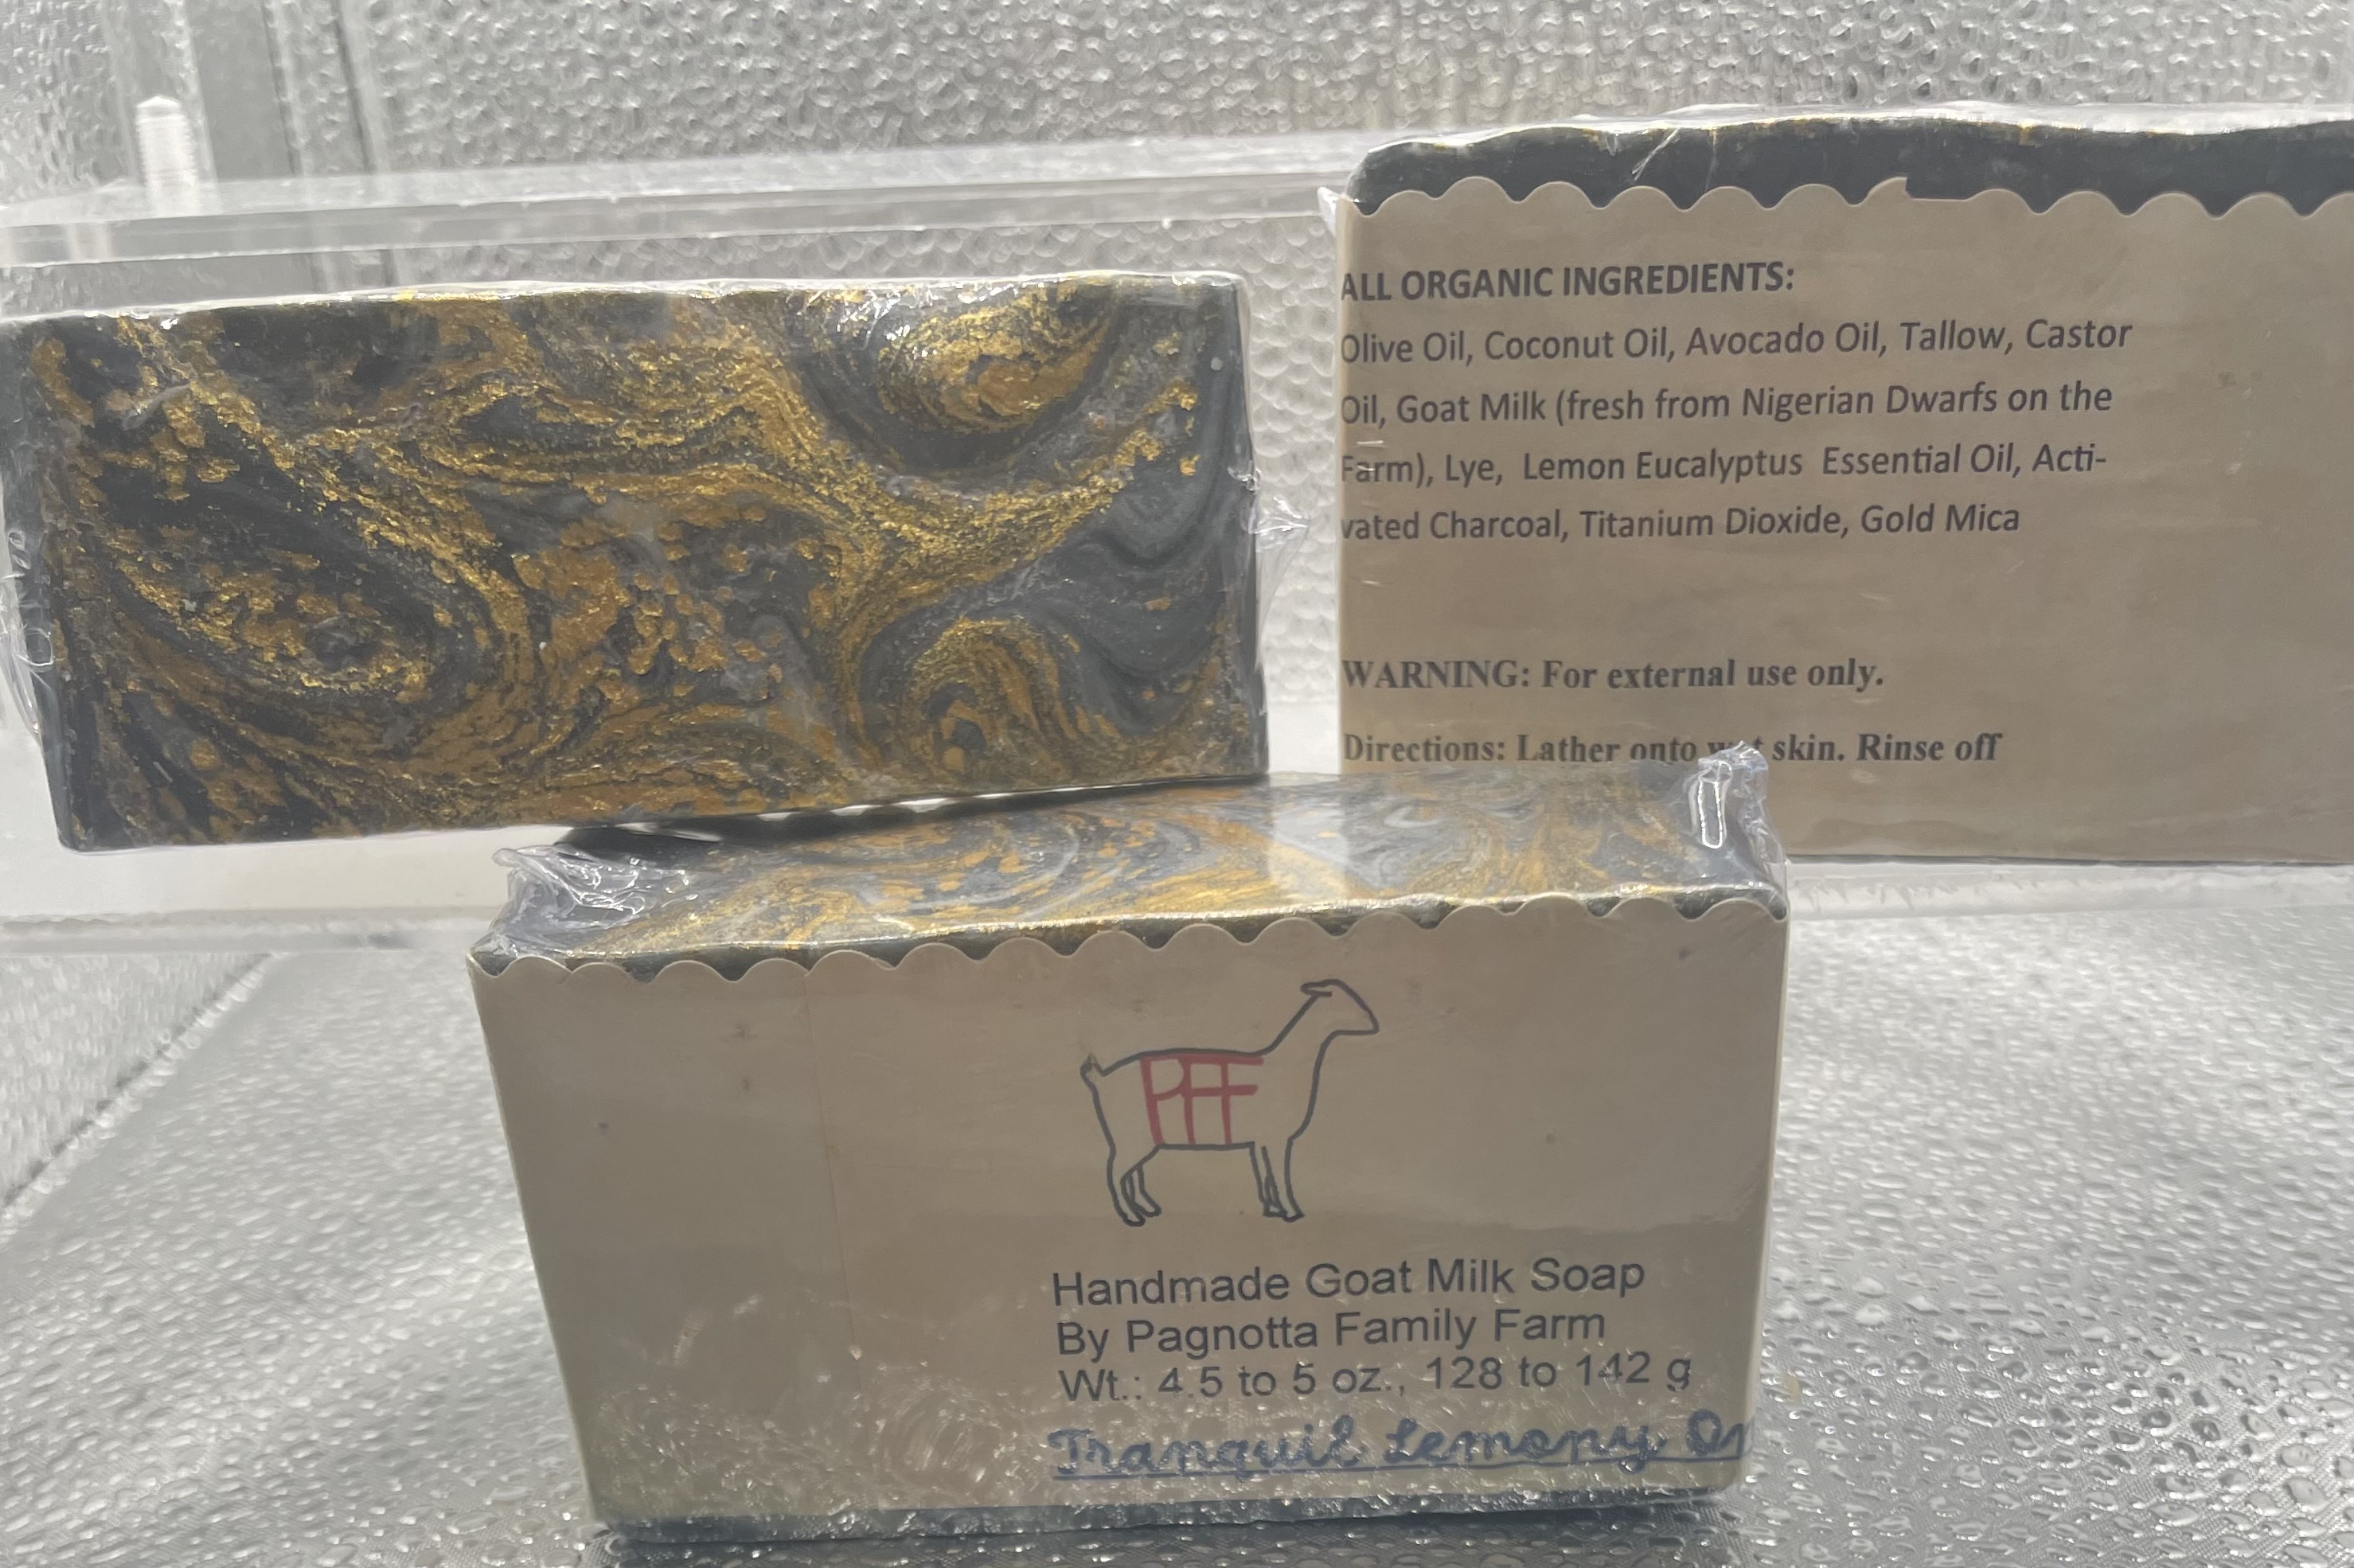 ALL ORGANIC INGREDIENTS:
Olive Oil, Coconut Oil, Avocado Oil, Tallow, Castor
Oil, Goat Milk (fresh from Nigerian Dwarfs on the
Farm), Lye, Lemon Eucalyptus Essential Oil, Acti-
vated Charcoal, Titanium Dioxide, Gold Mica
WARNING: For external use only.
Directions: Lather onto wet skin. Rinse off
PFF
Handmade Goat Milk Soap
By Pagnotta Family Farm
Wt.: 4.5 to 5 oz., 128 to 142 g
Tranquil Lemony